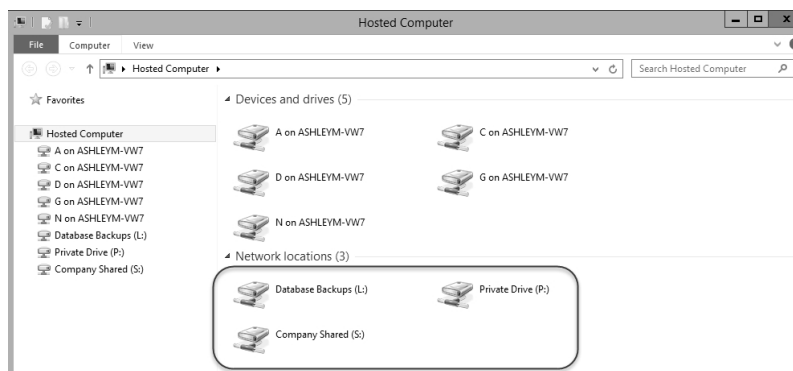 Hosted Computer
File Computer View
Hosted Computer Search Hosted Computer
Favorites
Hosted Computer
A on ASHLEYM-VW7
C on ASHLEYM-VW7
D on ASHLEYM-VW7
G on ASHLEYM-VW7
N on ASHLEYM-VW7
Database Backups (L:)
Private Drive (P:)
Company Shared (S:)
Devices and drives (5)
A on ASHLEYM-VW7 C on ASHLEYM-VW7
D on ASHLEYM-VW7 G on ASHLEYM-VW7
N on ASHLEYM-VW7
Network locations (3)
Database Backups (L:) Private Drive (P:)
Company Shared (S:)